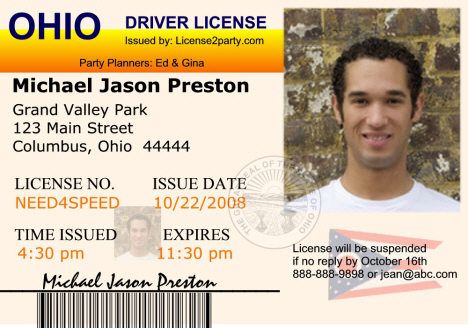 OHIO
DRIVER LICENSE
Issued by: License2party.com
Party Planners: Ed & Gina
Michael Jason Preston
Grand Valley Park
123 Main Street
Columbus, Ohio 44444
LICENSE NO.
ISSUE DATE
NEED4SPEED
10/22/2008
THE GREAT SEAL OF THE STATE OF OHIO
TIME ISSUED
EXPIRES
4:30 pm
11:30 pm
Michael Jason Preston
License will be suspended
if no reply by October 16th
888-888-9898 or jean@abc.com